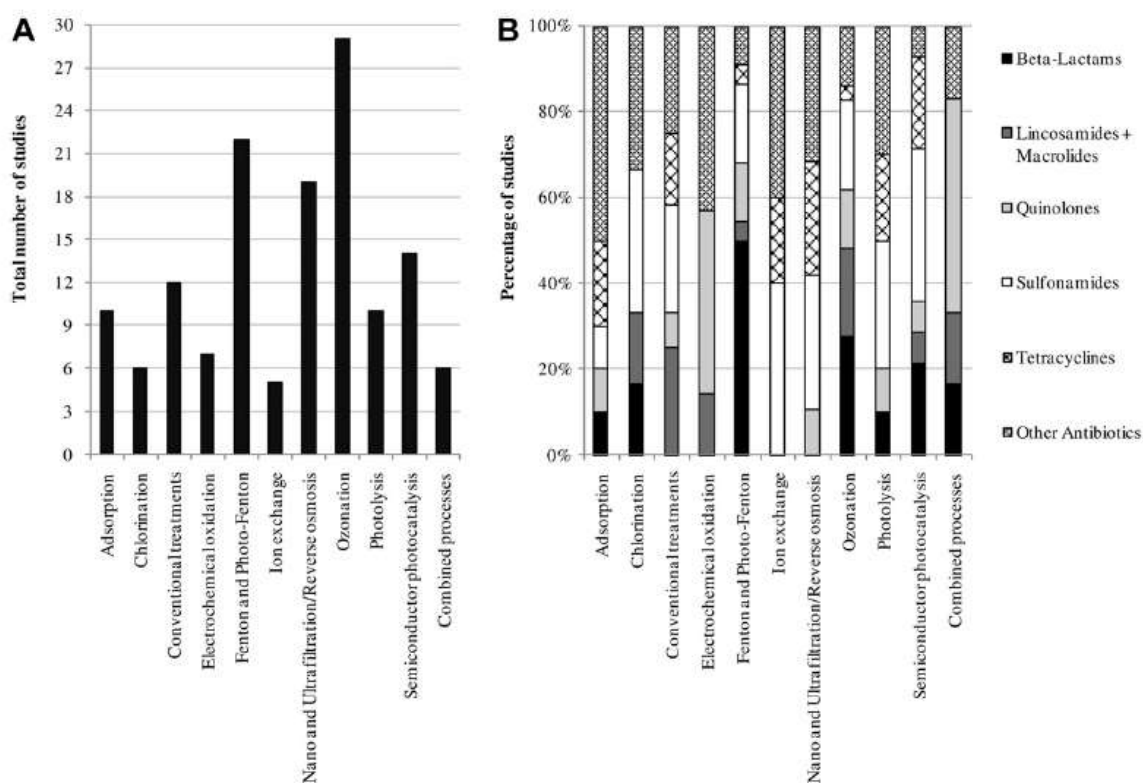 A
Total number of studies
30
27
24
21
18
15
12
9
6
3
0
Adsorption
Chlorination
Conventional treatments
Electrochemical oxidation
Fenton and Photo-Fenton
Ion exchange
Nano and Ultrafiltration/Reverse osmosis
Ozonation
Photolysis
Semiconductor photocatalysis
Combined processes
B
Percentage of studies
100%
80%
60%
40%
20%
0%
Adsorption
Chlorination
Conventional treatments
Electrochemical oxidation
Fenton and Photo-Fenton
Ion exchange
Nano and Ultrafiltration/Reverse osmosis
Ozonation
Photolysis
Semiconductor photocatalysis
Combined processes
Beta-Lactams
Lincosamides +
Macrolides
Quinolones
Sulfonamides
Tetracyclines
Other Antibiotics